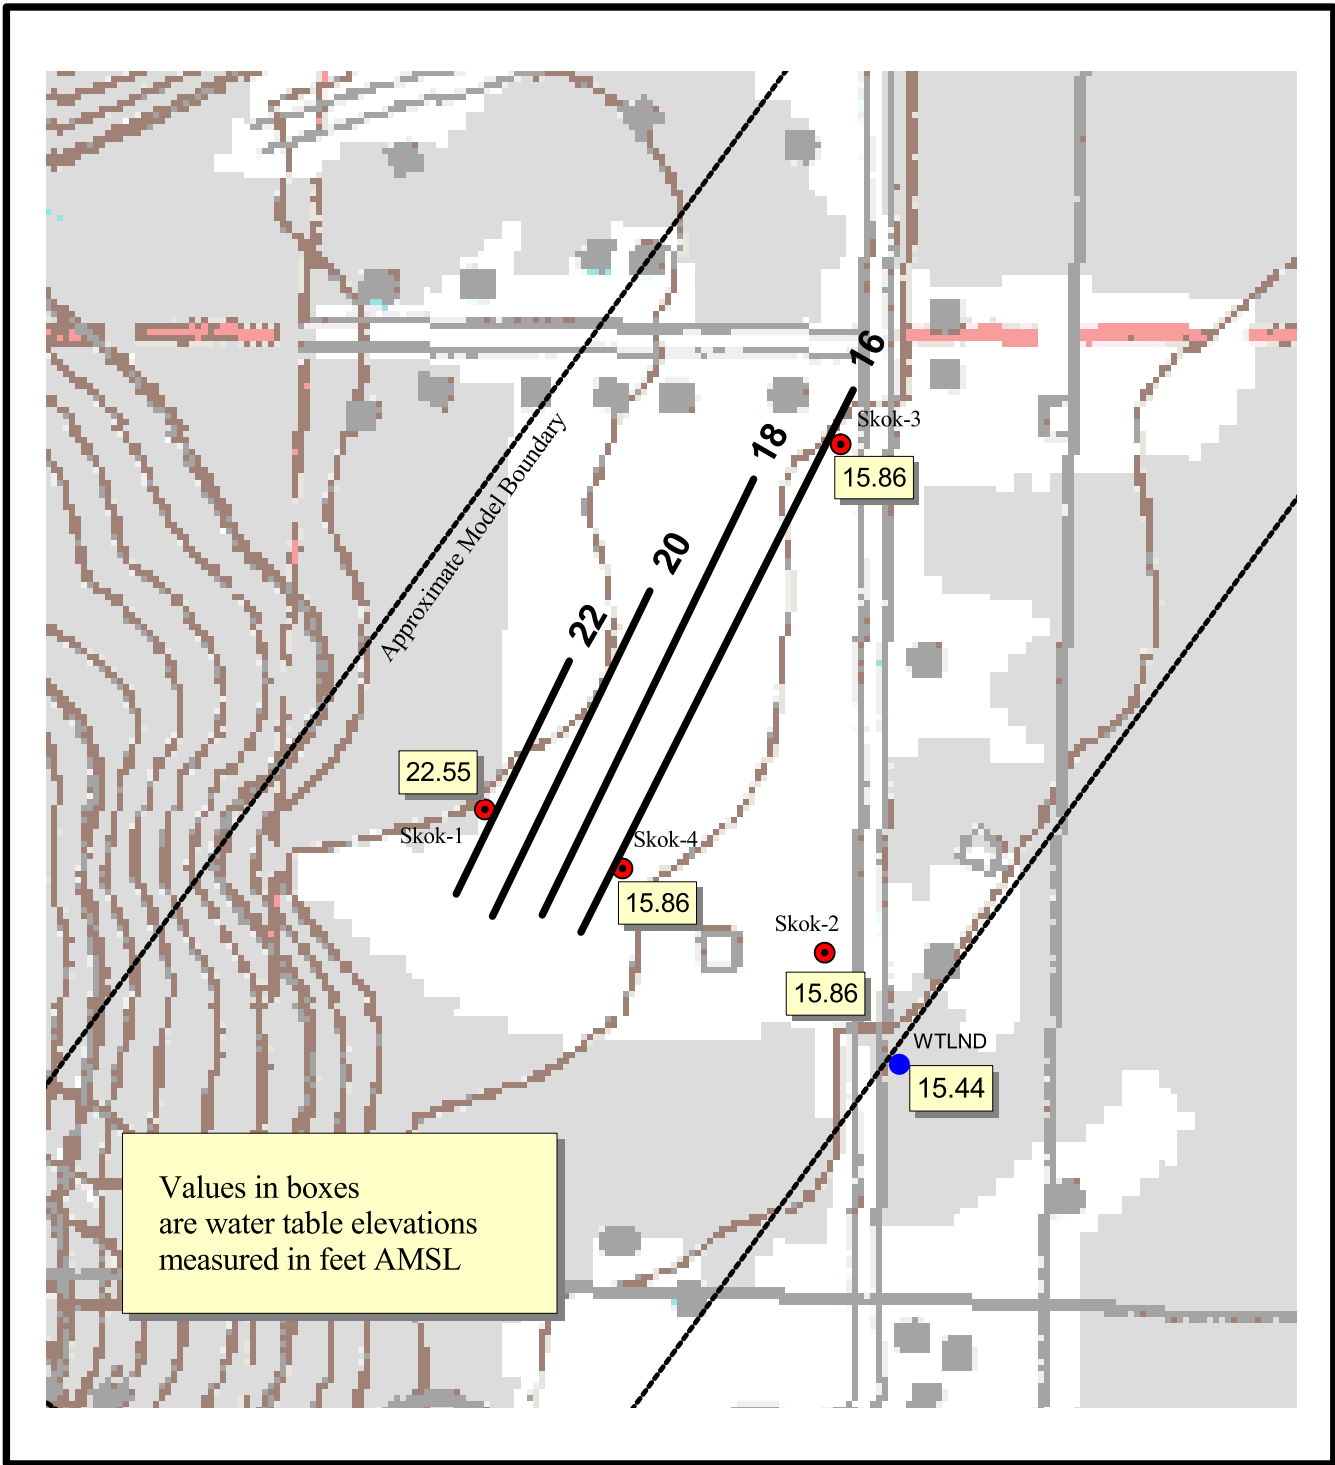 16
Skok-3
18
15.86
Approximate Model Boundary
20
22
22.55
Skok-1
Skok-4
15.86
Skok-2
15.86
WTLND
15.44
Values in boxes
are water table elevations
measured in feet AMSL